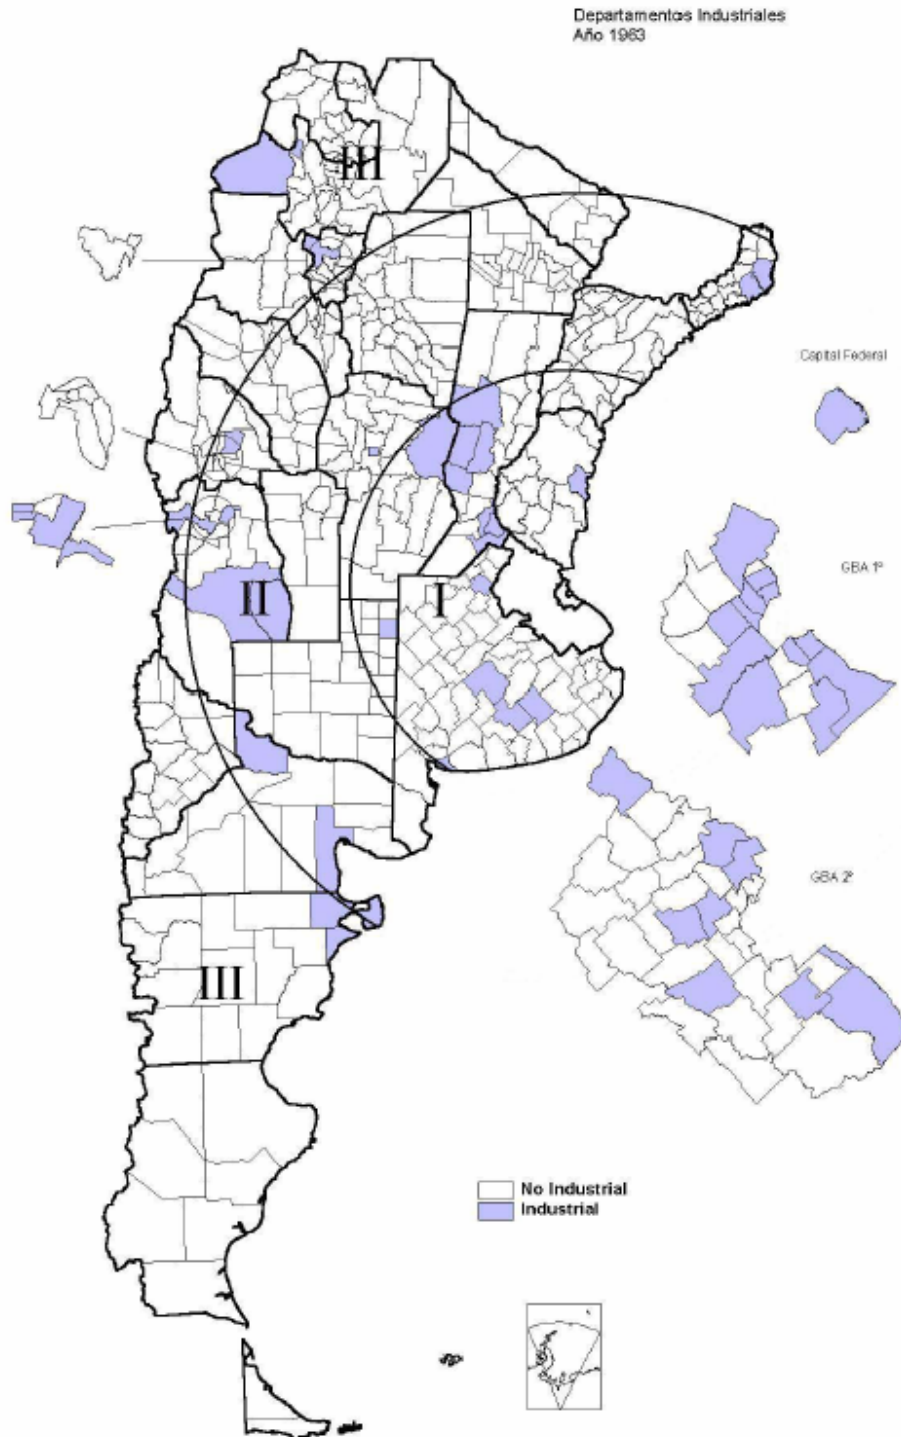 Departamentos Industriales
Año 1963
III
Capital Federal
GBA 1º
II
I
GBA 2º
III
No Industrial
Industrial